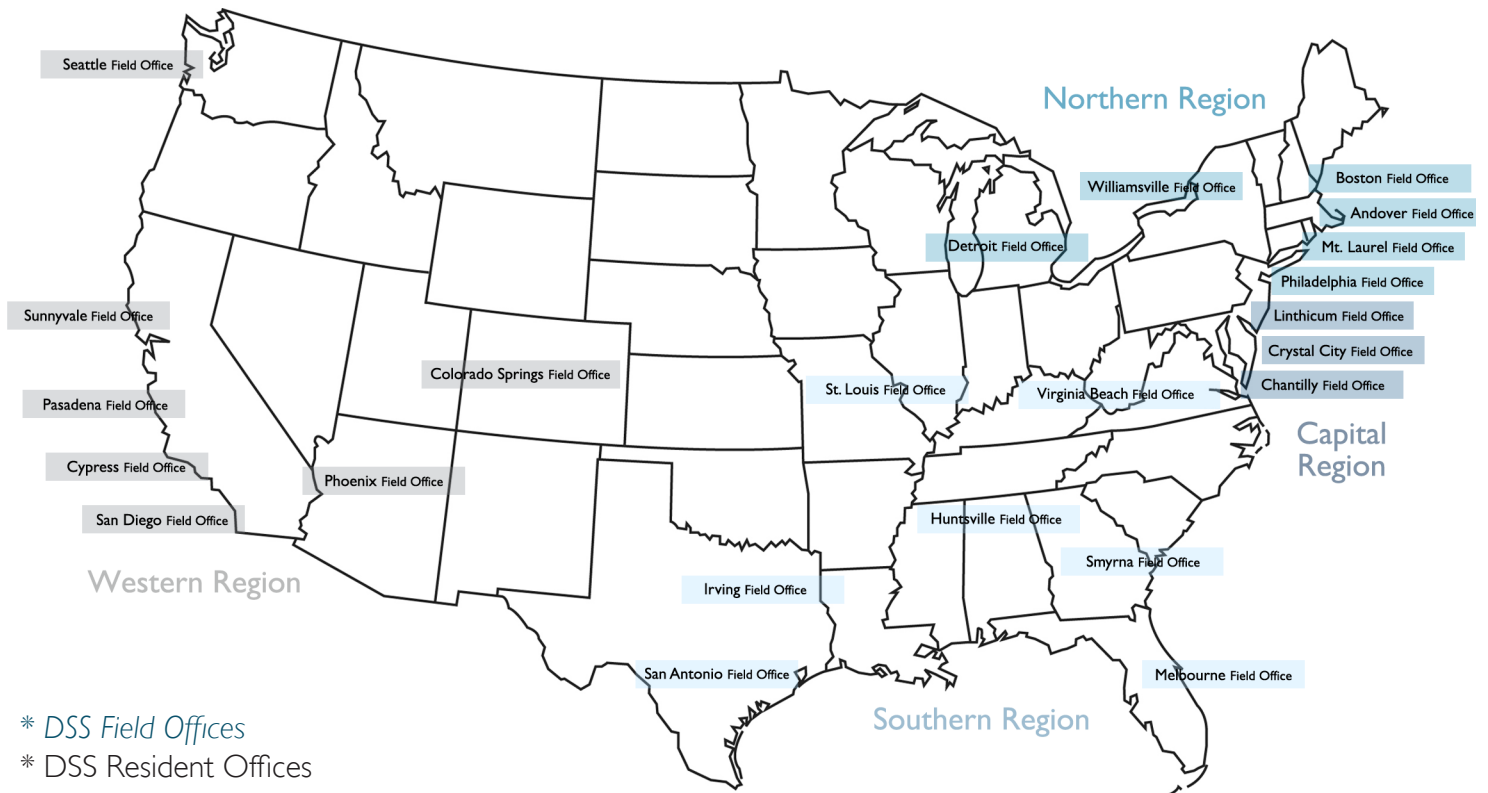 Seattle Field Office
Northern Region
Williamsville Field Office
Boston Field Office
Andover Field Office
Detroit Field Office
Mt. Laurel Field Office
Philadelphia Field Office
Sunnyvale Field Office
Linthicum Field Office
Crystal City Field Office
Colorado Springs Field Office
Chantilly Field Office
St. Louis Field Office
Virginia Beach Field Office
Pasadena Field Office
Capital
Region
Cypress Field Office
Phoenix Field Office
San Diego Field Office
Huntsville Field Office
Smyrna Field Office
Western Region
Irving Field Office
San Antonio Field Office
Melbourne Field Office
Southern Region
* DSS Field Offices
* DSS Resident Offices